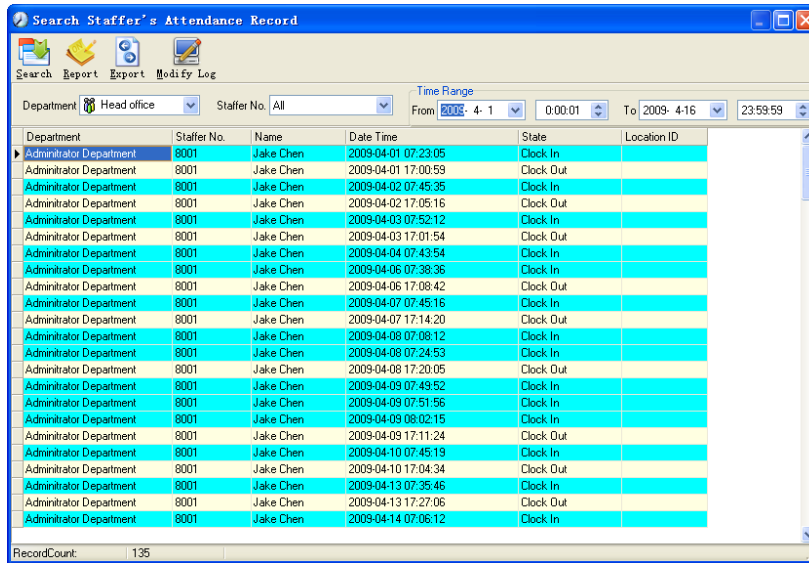 Search Staffer's Attendance Record
Search Report Export Modify Log
Time Range
Department Head office Staffer No. All From 2009- 4- 1 0:00:01 To 2009- 4-16 23:59:59
Department Staffer No. Name Date Time State Location ID
Adminitrator Department 8001 Jake Chen 2009-04-01 07:23:05 Clock In
Adminitrator Department 8001 Jake Chen 2009-04-01 17:00:59 Clock Out
Adminitrator Department 8001 Jake Chen 2009-04-02 07:45:35 Clock In
Adminitrator Department 8001 Jake Chen 2009-04-02 17:05:16 Clock Out
Adminitrator Department 8001 Jake Chen 2009-04-03 07:52:12 Clock In
Adminitrator Department 8001 Jake Chen 2009-04-03 17:01:54 Clock Out
Adminitrator Department 8001 Jake Chen 2009-04-04 07:43:54 Clock In
Adminitrator Department 8001 Jake Chen 2009-04-06 07:38:36 Clock In
Adminitrator Department 8001 Jake Chen 2009-04-06 17:08:42 Clock Out
Adminitrator Department 8001 Jake Chen 2009-04-07 07:45:16 Clock In
Adminitrator Department 8001 Jake Chen 2009-04-07 17:14:20 Clock Out
Adminitrator Department 8001 Jake Chen 2009-04-08 07:08:12 Clock In
Adminitrator Department 8001 Jake Chen 2009-04-08 07:24:53 Clock In
Adminitrator Department 8001 Jake Chen 2009-04-08 17:20:05 Clock Out
Adminitrator Department 8001 Jake Chen 2009-04-09 07:49:52 Clock In
Adminitrator Department 8001 Jake Chen 2009-04-09 07:51:56 Clock In
Adminitrator Department 8001 Jake Chen 2009-04-09 08:02:15 Clock In
Adminitrator Department 8001 Jake Chen 2009-04-09 17:11:24 Clock Out
Adminitrator Department 8001 Jake Chen 2009-04-10 07:45:19 Clock In
Adminitrator Department 8001 Jake Chen 2009-04-10 17:04:34 Clock Out
Adminitrator Department 8001 Jake Chen 2009-04-13 07:35:46 Clock In
Adminitrator Department 8001 Jake Chen 2009-04-13 17:27:06 Clock Out
Adminitrator Department 8001 Jake Chen 2009-04-14 07:06:12 Clock In
RecordCount: 135